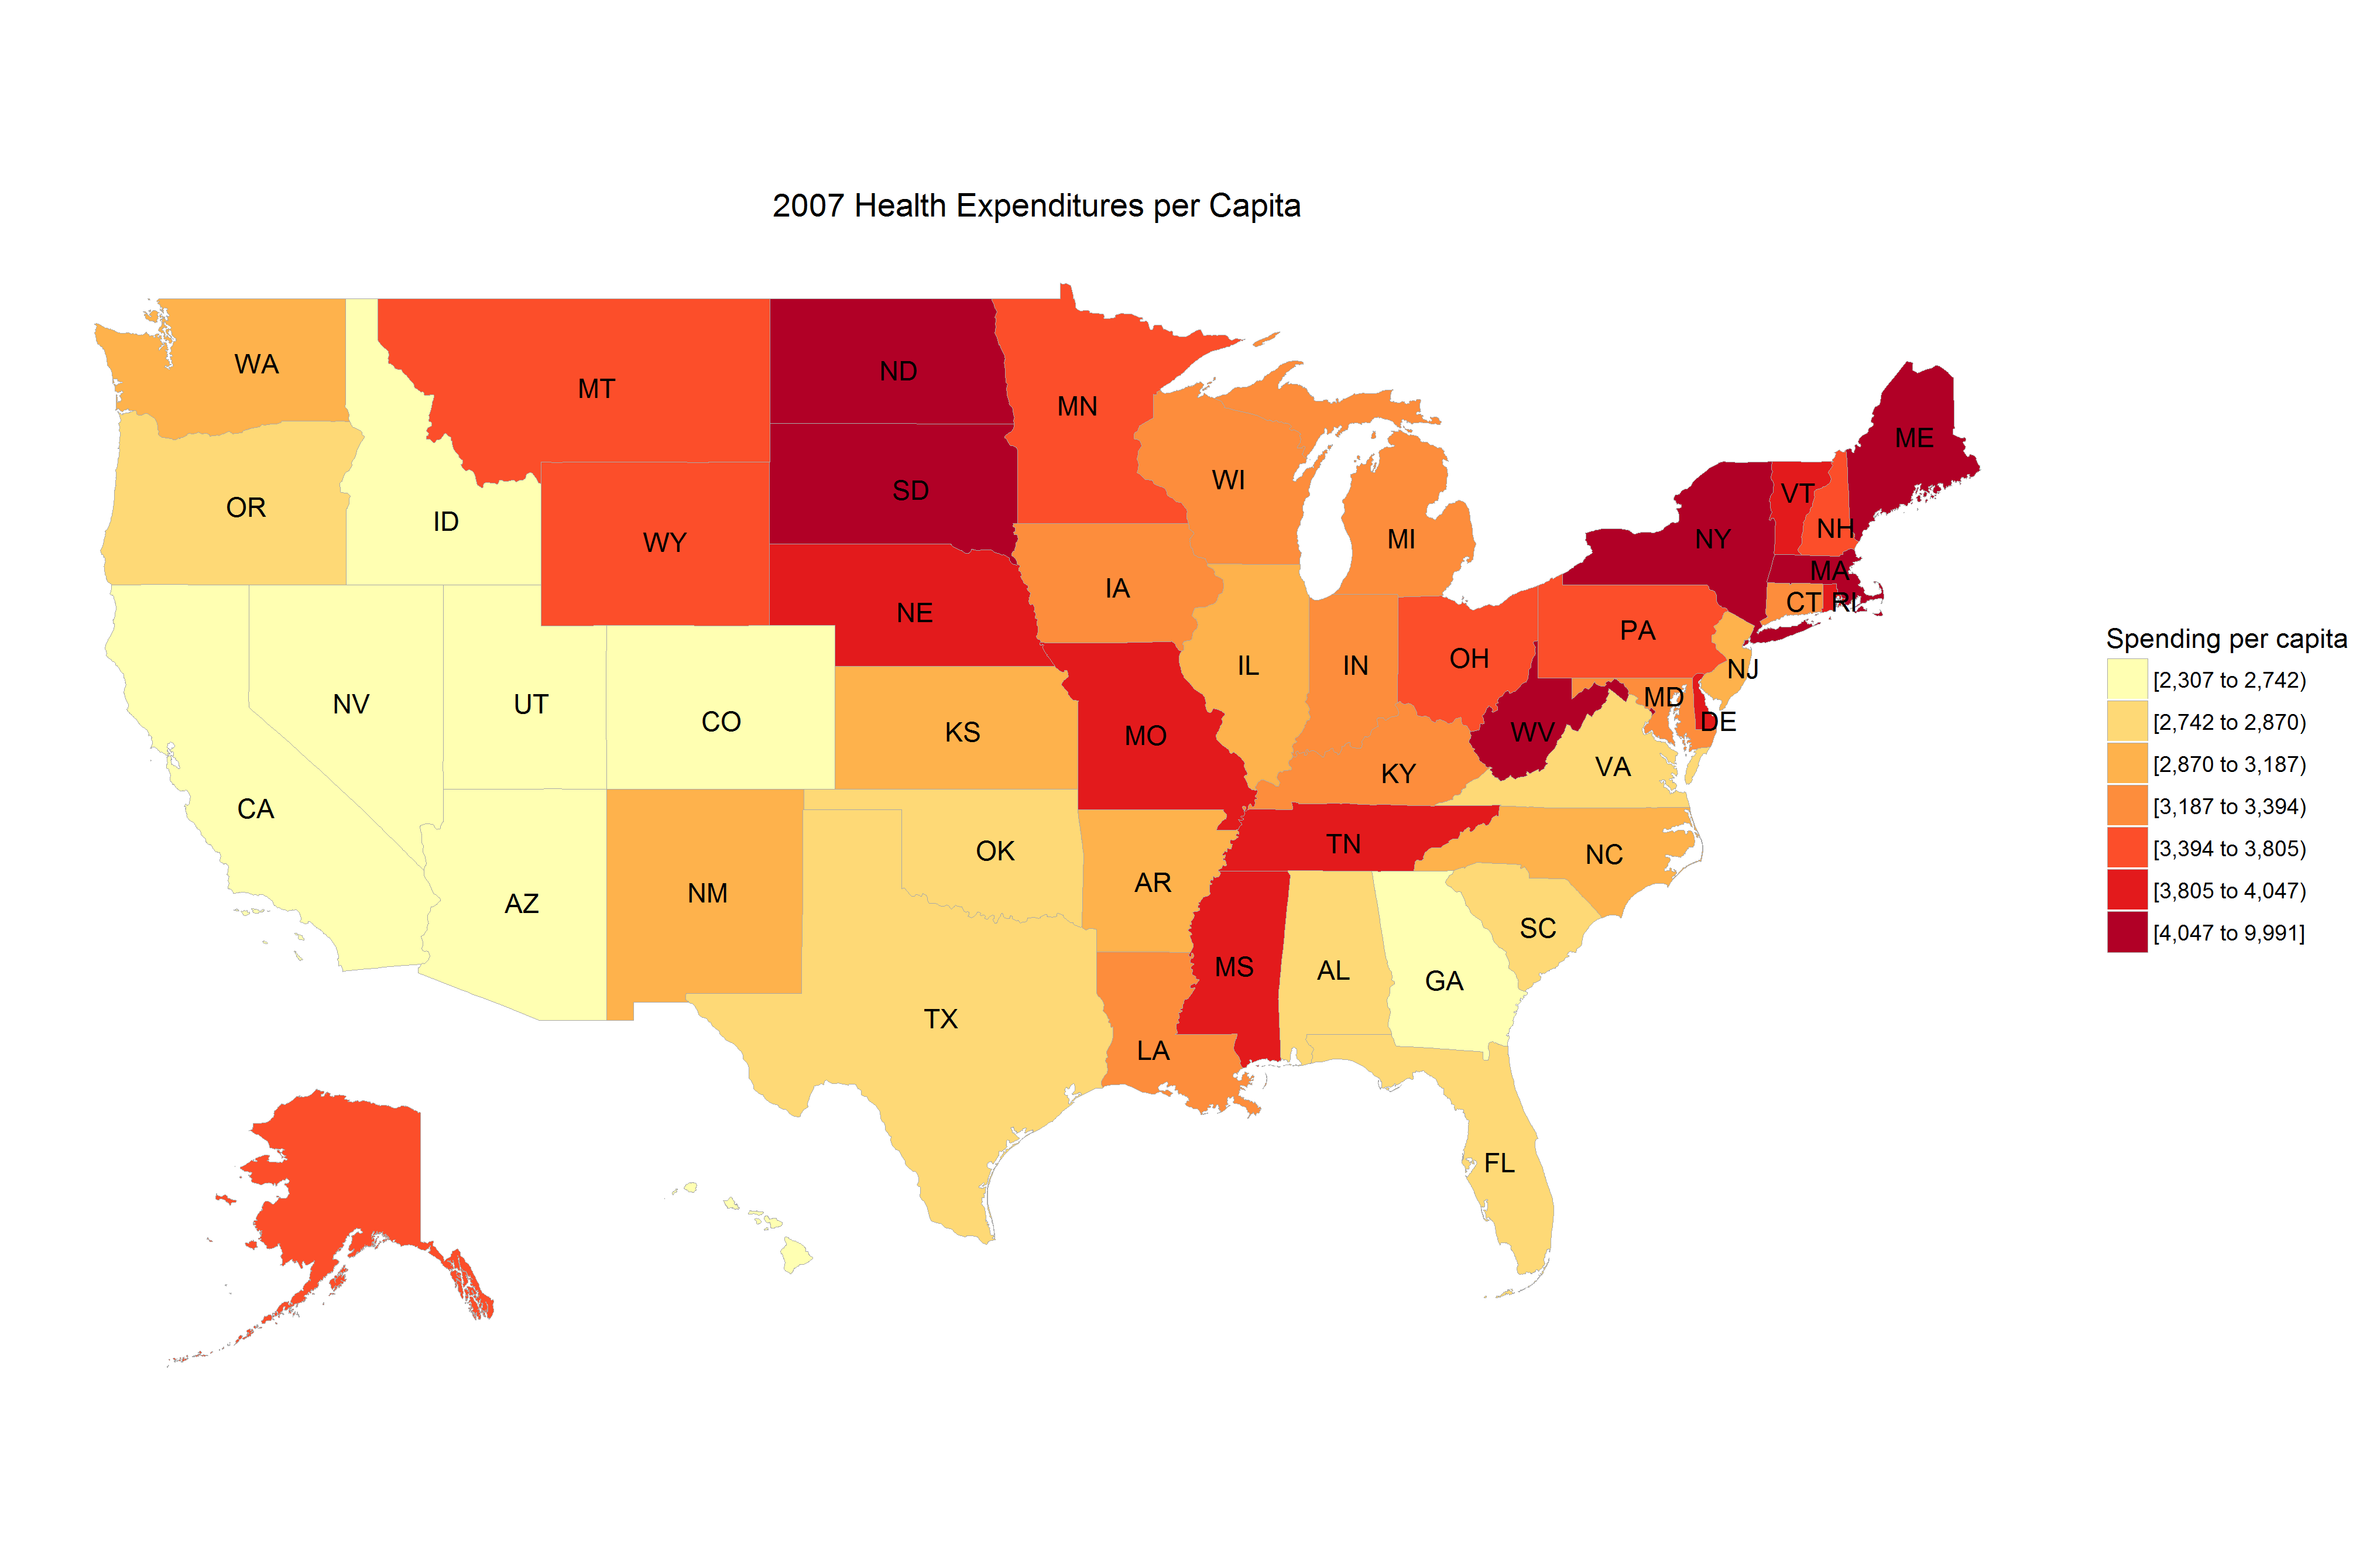 2007 Health Expenditures per Capita
WA
MT
ND
MN
ME
OR
ID
SD
WI
VT
NH
WY
MI
NY
MA
IA
CT
RI
NE
PA
IL
IN
OH
NJ
NV
UT
CO
KS
MO
WV
MD
DE
KY
VA
CA
TN
OK
NC
AZ
NM
AR
SC
MS
AL
GA
TX
LA
FL
Spending per capita
[2,307 to 2,742)
[2,742 to 2,870)
[2,870 to 3,187)
[3,187 to 3,394)
[3,394 to 3,805)
[3,805 to 4,047)
[4,047 to 9,991]